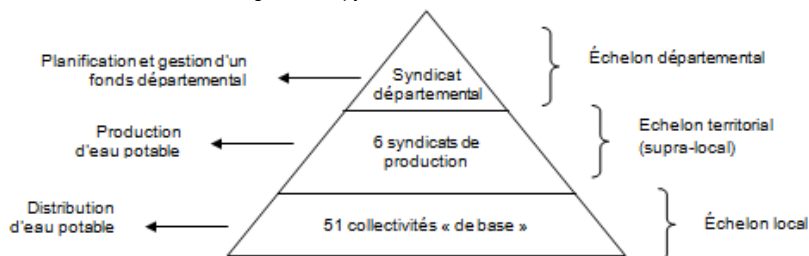 Planification et gestion d'un
fonds départemental
Syndicat
départemental
Échelon départemental
Production
d'eau potable
6 syndicats de
production
Echelon territorial
(supra-local)
Distribution
d'eau potable
51 collectivités « de base »
Échelon local